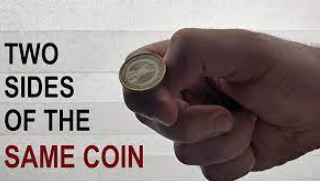 TWO
SIDES
OF THE
SAME COIN